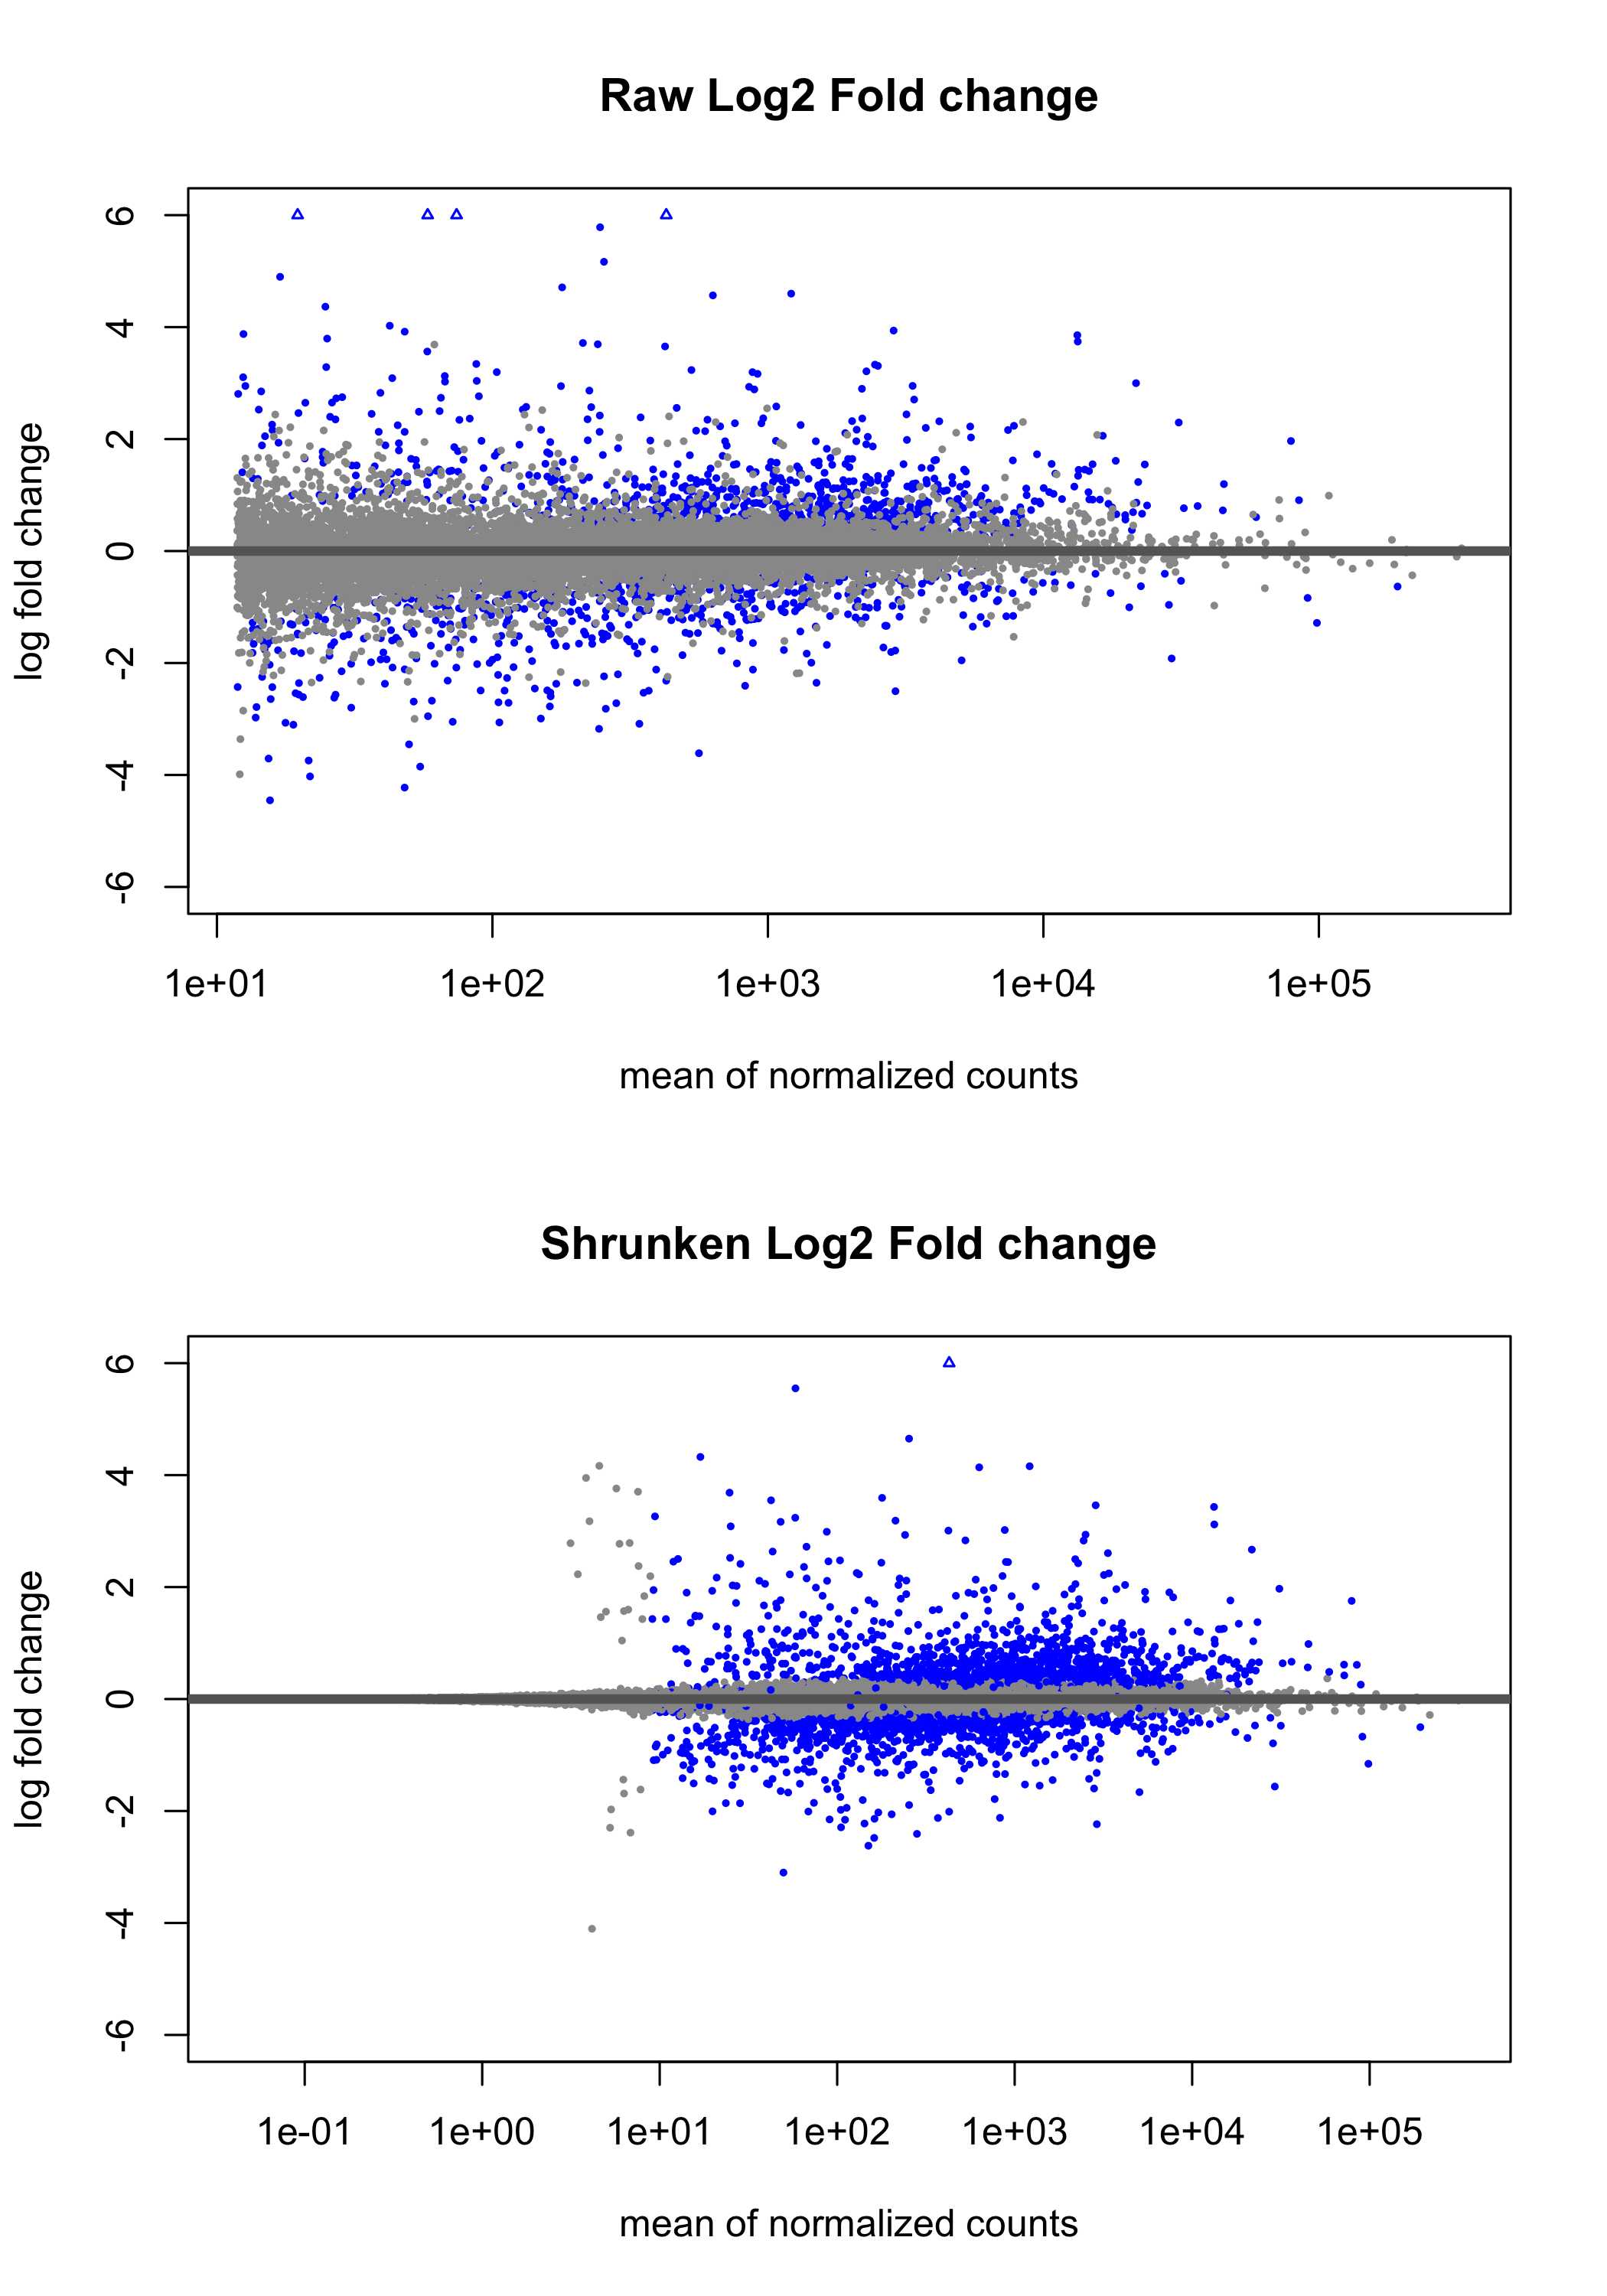 Raw Log2 Fold change
6
4
2
0
-2
-4
-6
log fold change
1e+01 1e+02 1e+03 1e+04 1e+05
mean of normalized counts
Shrunken Log2 Fold change
6
4
2
0
-2
-4
-6
log fold change
1e-01 1e+00 1e+01 1e+02 1e+03 1e+04 1e+05
mean of normalized counts